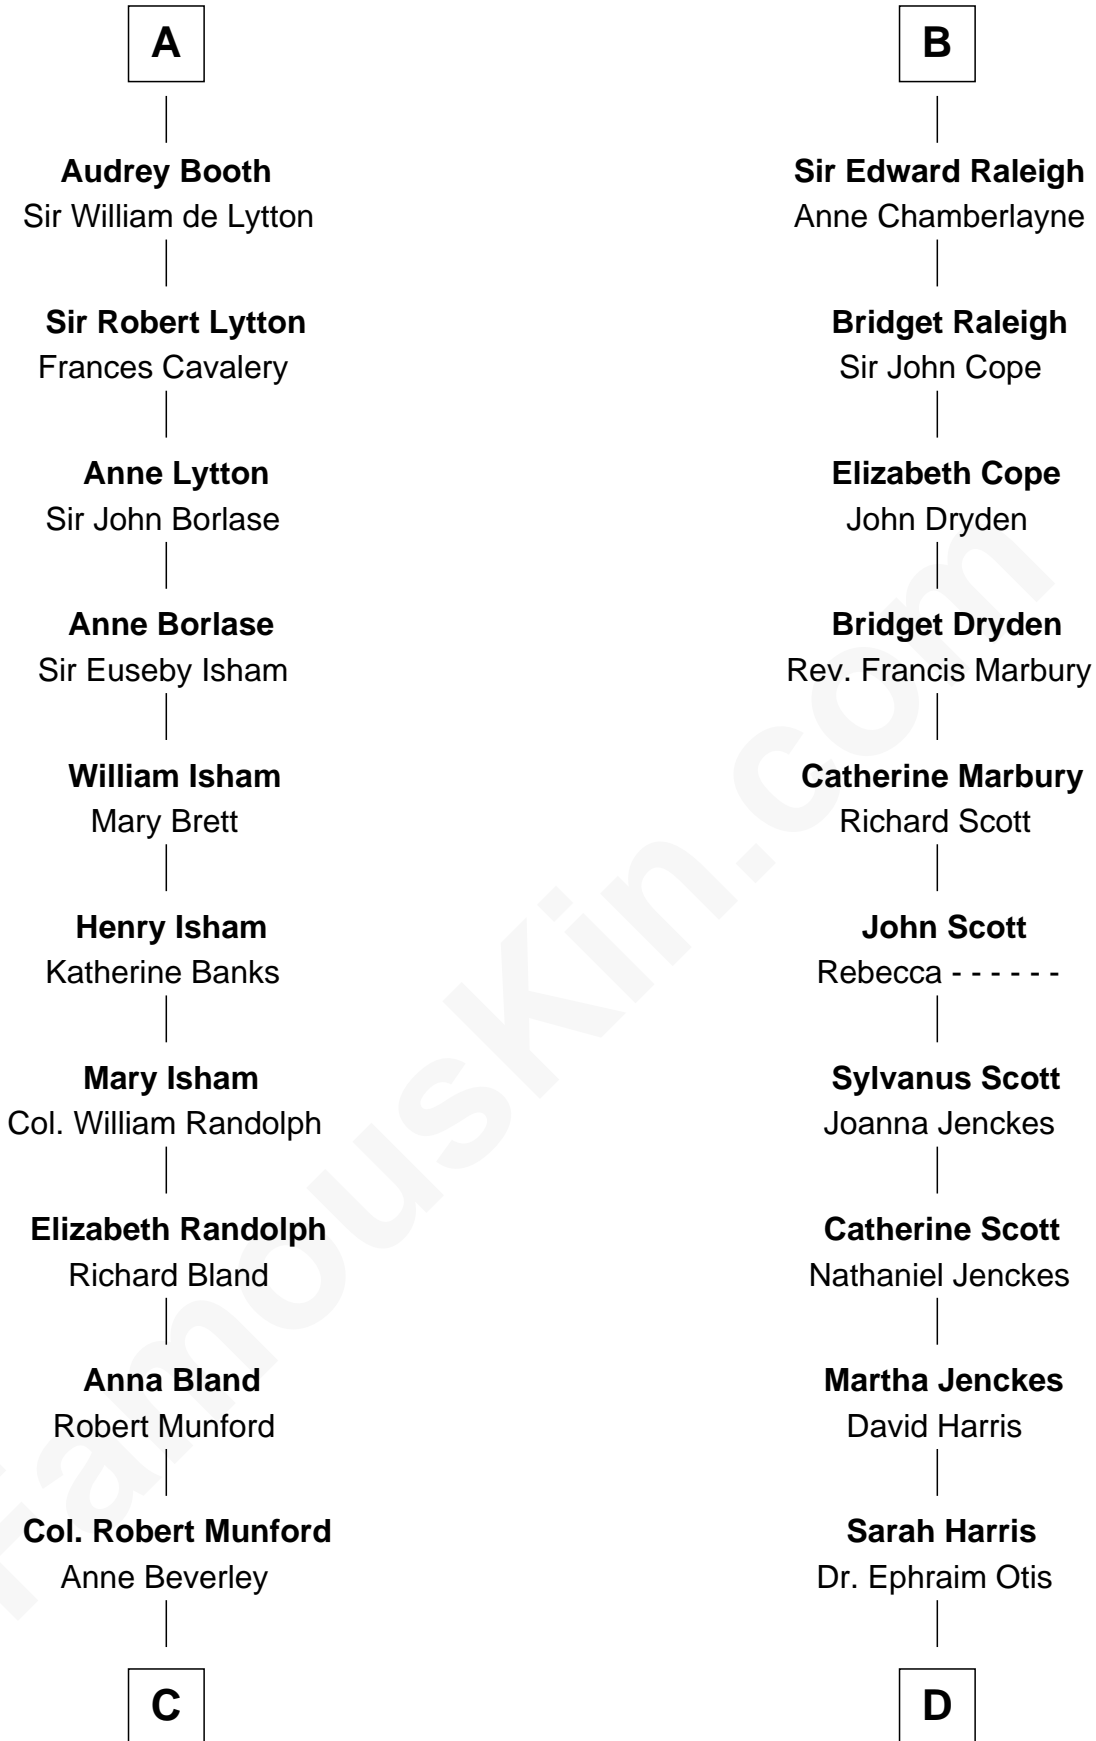 A
Audrey Booth
Sir William de Lytton
Sir Robert Lytton
Frances Cavalery
Anne Lytton
Sir John Borlase
Anne Borlase
Sir Euseby Isham
William Isham
Mary Brett
Henry Isham
Katherine Banks
Mary Isham
Col. William Randolph
Elizabeth Randolph
Richard Bland
Anna Bland
Robert Munford
Col. Robert Munford
Anne Beverley
C
B
Sir Edward Raleigh
Anne Chamberlayne
Bridget Raleigh
Sir John Cope
Elizabeth Cope
John Dryden
Bridget Dryden
Rev. Francis Marbury
Catherine Marbury
Richard Scott
John Scott
Rebecca - - - - - -
Sylvanus Scott
Joanna Jenckes
Catherine Scott
Nathaniel Jenckes
Martha Jenckes
David Harris
Sarah Harris
Dr. Ephraim Otis
D
FamousKin.com